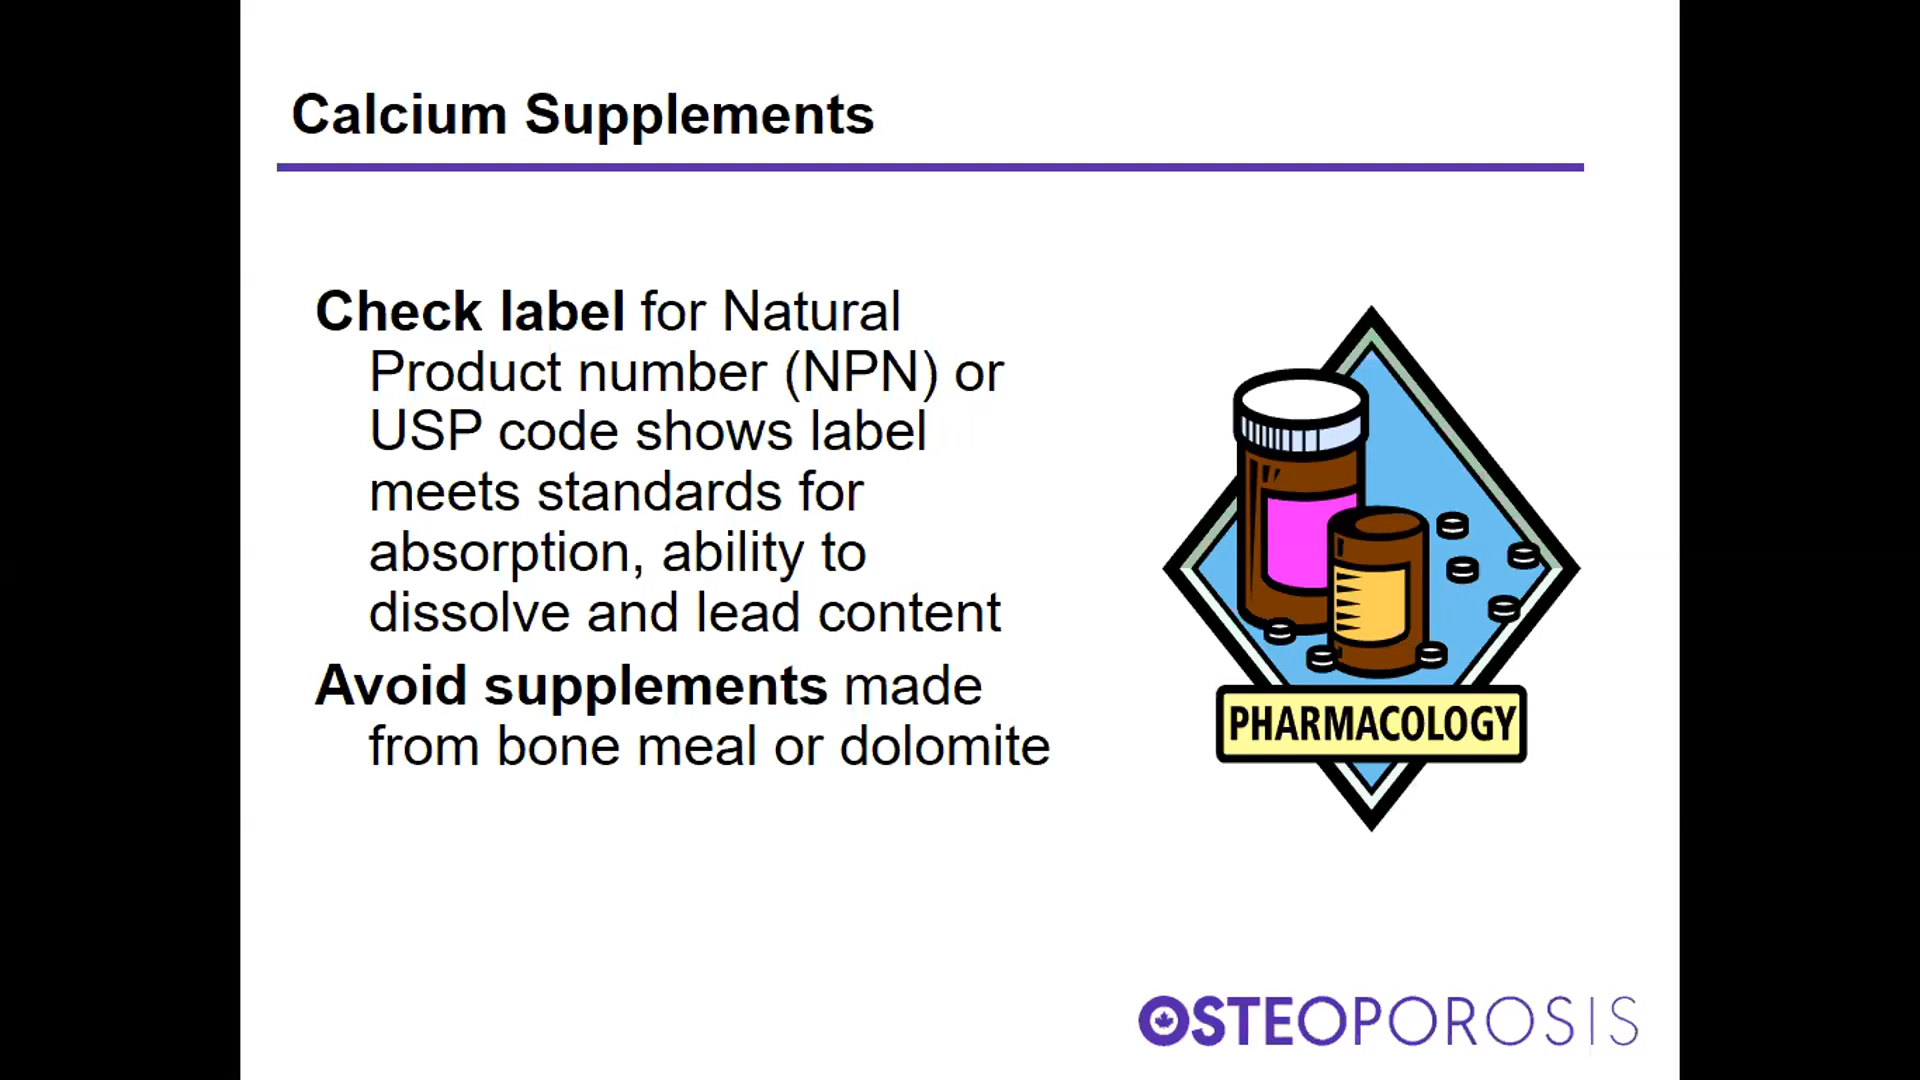 Calcium Supplements
Check label for Natural
Product number (NPN) or
USP code shows label
meets standards for
absorption, ability to
dissolve and lead content
Avoid supplements made
from bone meal or dolomite
PHARMACOLOGY
OSTEOPOROSIS